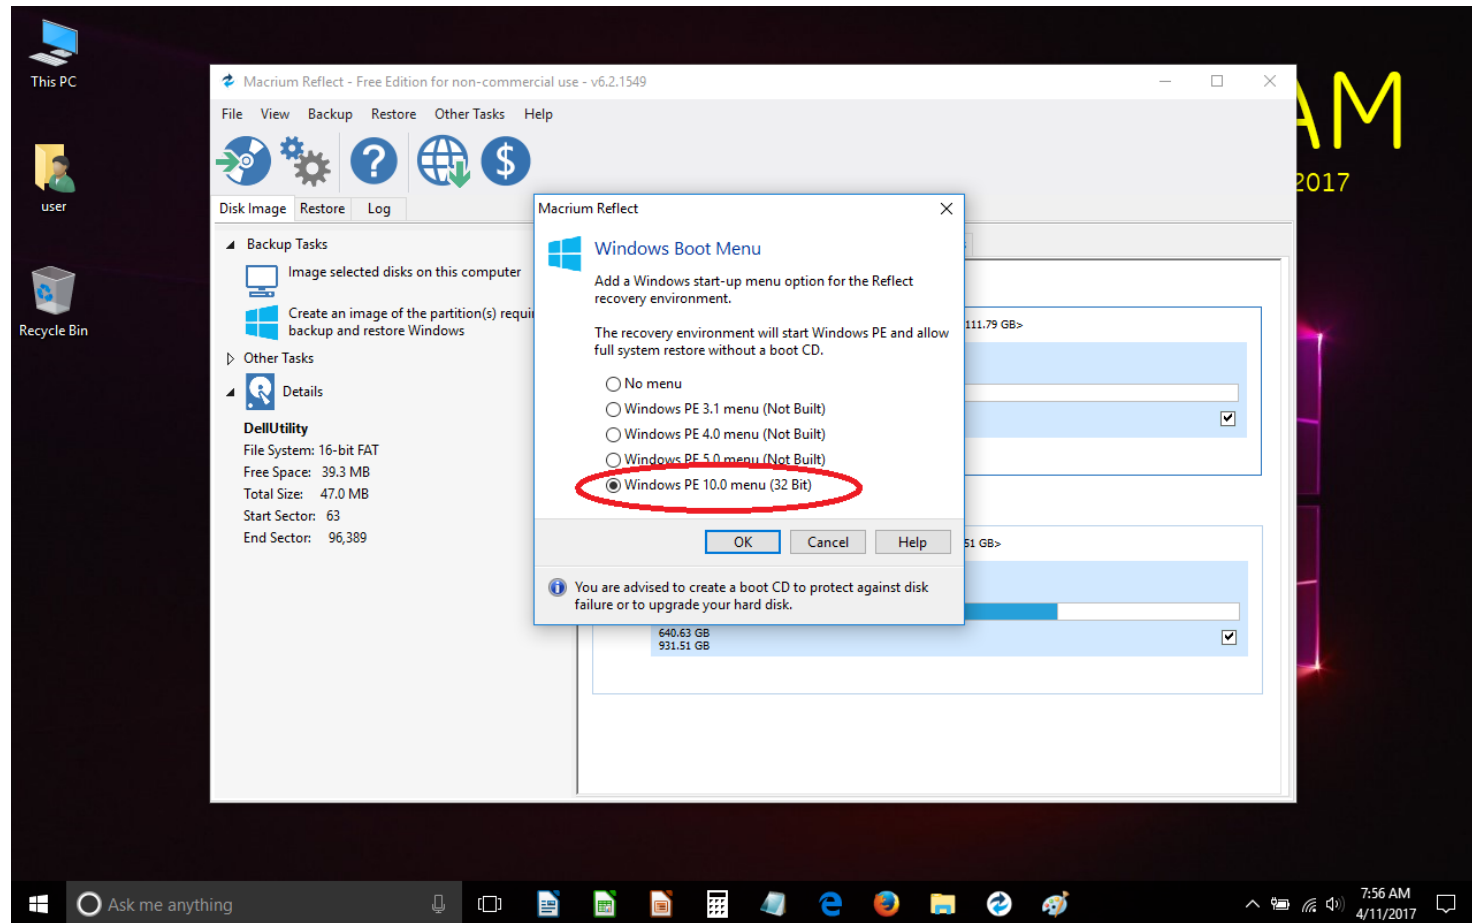 This PC
user
Recycle Bin
AM
2017
Macrium Reflect - Free Edition for non-commercial use - v6.2.1549
File View Backup Restore Other Tasks Help
Disk Image Restore Log
Backup Tasks
Image selected disks on this computer
Create an image of the partition(s)
backup and restore Windows
Other Tasks
Details
DellUtility
File System: 16-bit FAT
Free Space: 39.3 MB
Total Size: 47.0 MB
Start Sector: 63
End Sector: 96,389
Macrium Reflect
Windows Boot Menu
Add a Windows start-up menu option for the Reflect
recovery environment.
The recovery environment will start Windows PE and allow
full system restore without a boot CD.
No menu
Windows PE 3.1 menu (Not Built)
Windows PE 4.0 menu (Not Built)
Windows PE 5.0 menu (Not Built)
Windows PE 10.0 menu (32 Bit)
OK Cancel Help
You are advised to create a boot CD to protect against disk
failure or to upgrade your hard disk.
111.79 GB>
51 GB>
640.63 GB
931.51 GB
Ask me anything
7:56 AM
4/11/2017